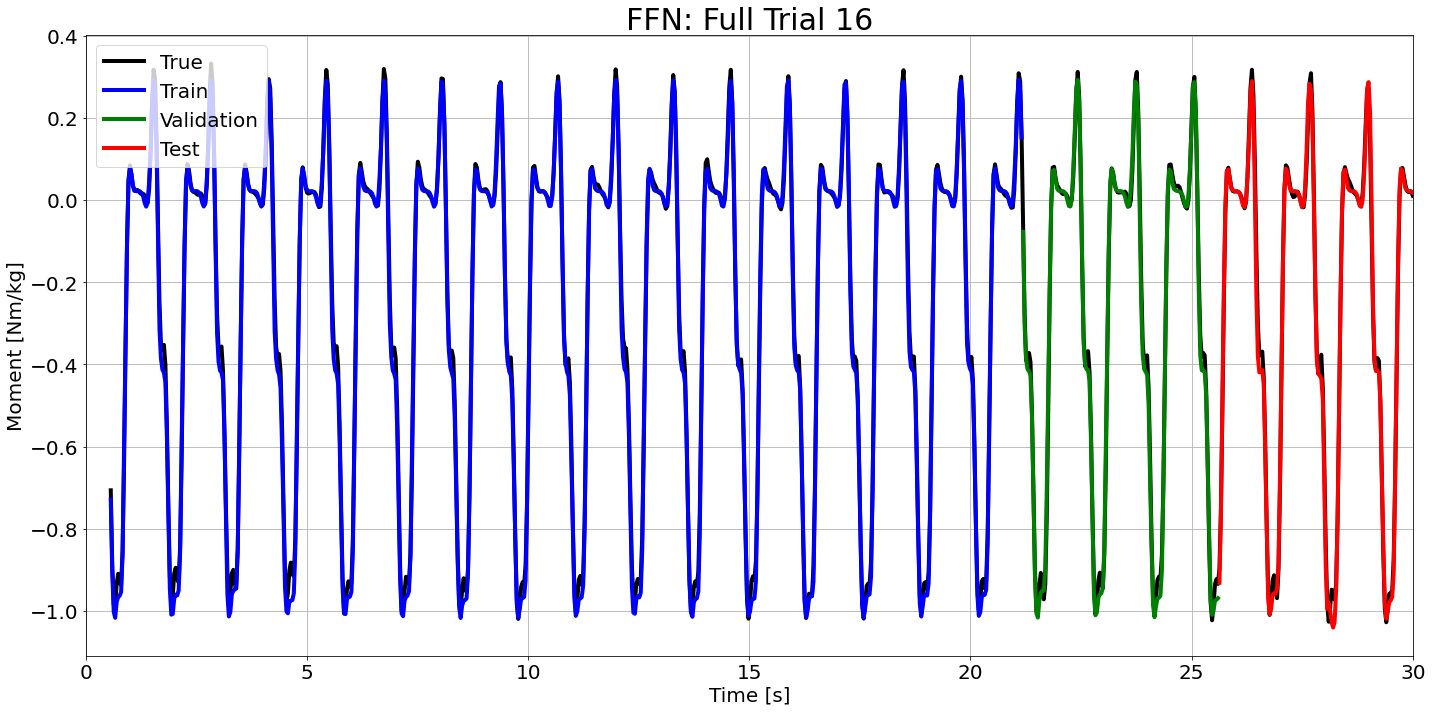 FFN: Full Trial 16
True
Train
Validation
Test
Moment [Nm/kg]
0.4
0.2
0.0
−0.2
−0.4
−0.6
−0.8
−1.0
0 5 10 15 20 25 30
Time [s]